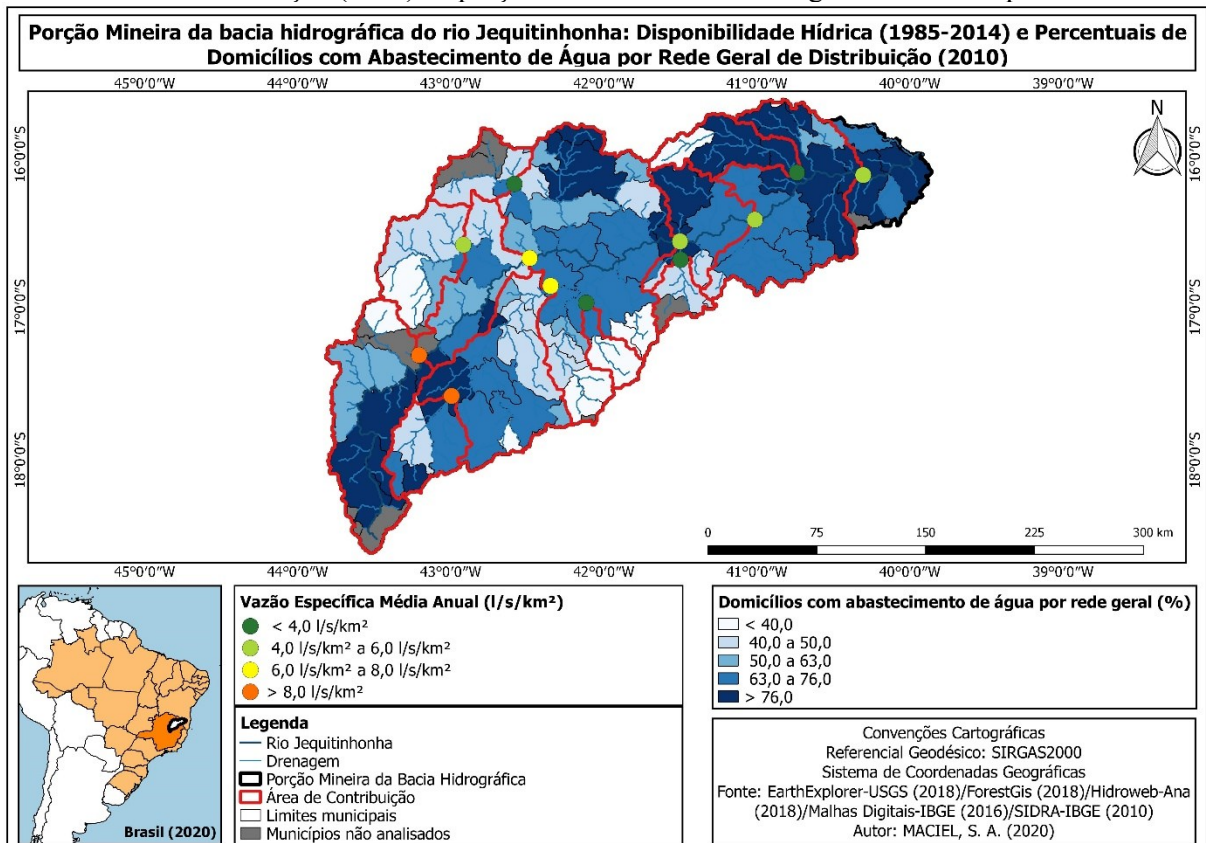 Porção Mineira da bacia hidrográfica do rio Jequitinhonha: Disponibilidade Hídrica (1985-2014) e Percentuais de
Domicílios com Abastecimento de Água por Rede Geral de Distribuição (2010)
45°0'0"W 44°0'0"W 43°0'0"W 42°0'0"W 41°0'0"W 40°0'0"W 39°0'0"W
N
16°0'0"S 16°0'0"S
17°0'0"S 17°0'0"S
18°0'0"S 18°0'0"S
0 75 150 225 300 km
45°0'0"W 44°0'0"W 43°0'0"W 42°0'0"W 41°0'0"W 40°0'0"W 39°0'0"W
Brasil (2020)
Vazão Específica Média Anual (l/s/km²)
< 4,0 l/s/km²
4,0 l/s/km² a 6,0 l/s/km²
6,0 l/s/km² a 8,0 l/s/km²
> 8,0 l/s/km²
Legenda
Rio Jequitinhonha
Drenagem
Porção Mineira da Bacia Hidrográfica
Área de Contribuição
Limites municipais
Municípios não analisados
Domicílios com abastecimento de água por rede geral (%)
< 40,0
40,0 a 50,0
50,0 a 63,0
63,0 a 76,0
> 76,0
Convenções Cartográficas
Referencial Geodésico: SIRGAS2000
Sistema de Coordenadas Geográficas
Fonte: EarthExplorer-USGS (2018)/ForestGis (2018)/Hidroweb-Ana
(2018)/Malhas Digitais-IBGE (2016)/SIDRA-IBGE (2010)
Autor: MACIEL, S. A. (2020)